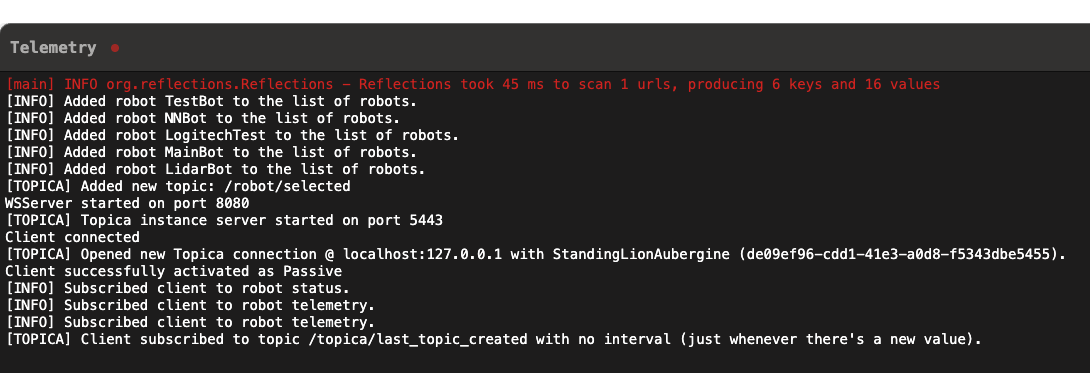 Telemetry
[main] INFO org.reflections.Reflections - Reflections took 45 ms to scan 1 urls, producing 6 keys and 16 values
[INFO] Added robot TestBot to the list of robots.
[INFO] Added robot NNBot to the list of robots.
[INFO] Added robot LogitechTest to the list of robots.
[INFO] Added robot MainBot to the list of robots.
[INFO] Added robot LidarBot to the list of robots.
[TOPICA] Added new topic: /robot/selected
WSServer started on port 8080
[TOPICA] Topica instance server started on port 5443
Client connected
[TOPICA] Opened new Topica connection @ localhost:127.0.0.1 with StandingLionAubergine (de09ef96-cdd1-41e3-a0d8-f5343dbe5455).
Client successfully activated as Passive
[INFO] Subscribed client to robot status.
[INFO] Subscribed client to robot telemetry.
[INFO] Subscribed client to robot telemetry.
[TOPICA] Client subscribed to topic /topica/last_topic_created with no interval (just whenever there's a new value).